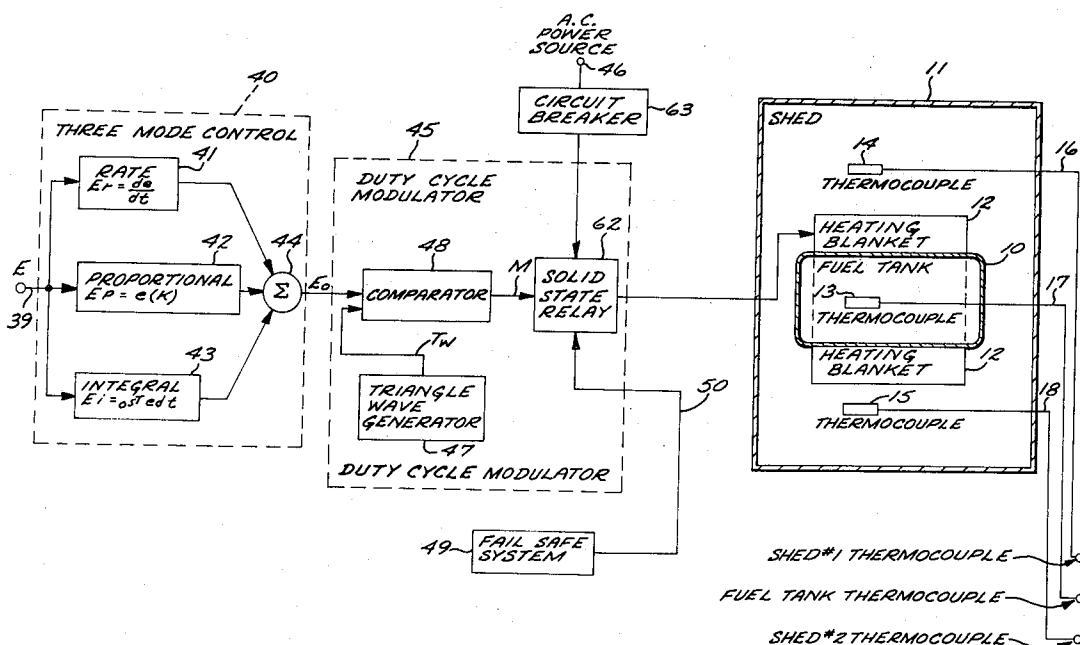 A.C.
POWER
SOURCE
46
CIRCUIT
BREAKER
63
40
THREE MODE CONTROL
41
RATE
Er = de/dt
E
39
42
PROPORTIONAL
EP = e(K)
43
INTEGRAL
Ei = 0∫T edt
44
Σ
Eo
45
DUTY CYCLE
MODULATOR
48
COMPARATOR
M
62
SOLID
STATE
RELAY
TW
TRIANGLE
WAVE
GENERATOR
47
DUTY CYCLE MODULATOR
50
49
FAIL SAFE
SYSTEM
11
SHED
14
THERMOCOUPLE
16
12
HEATING
BLANKET
10
FUEL TANK
13
THERMOCOUPLE
17
HEATING
BLANKET
12
15
THERMOCOUPLE
18
SHED #1 THERMOCOUPLE
FUEL TANK THERMOCOUPLE
SHED #2 THERMOCOUPLE